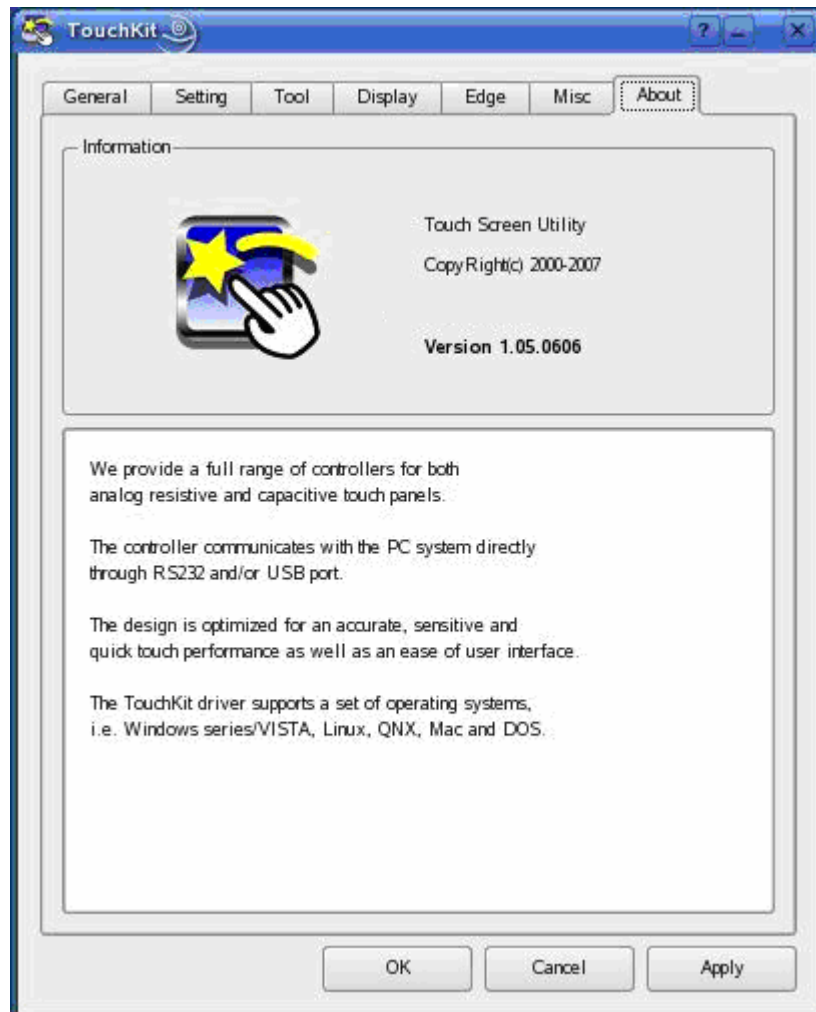 TouchKit
General Setting Tool Display Edge Misc About
Information
Touch Screen Utility
CopyRight(c) 2000-2007
Version 1.05.0606
We provide a full range of controllers for both
analog resistive and capacitive touch panels.
The controller communicates with the PC system directly
through RS232 and/or USB port.
The design is optimized for an accurate, sensitive and
quick touch performance as well as an ease of user interface.
The TouchKit driver supports a set of operating systems,
i.e. Windows series/VISTA, Linux, QNX, Mac and DOS.
OK Cancel Apply